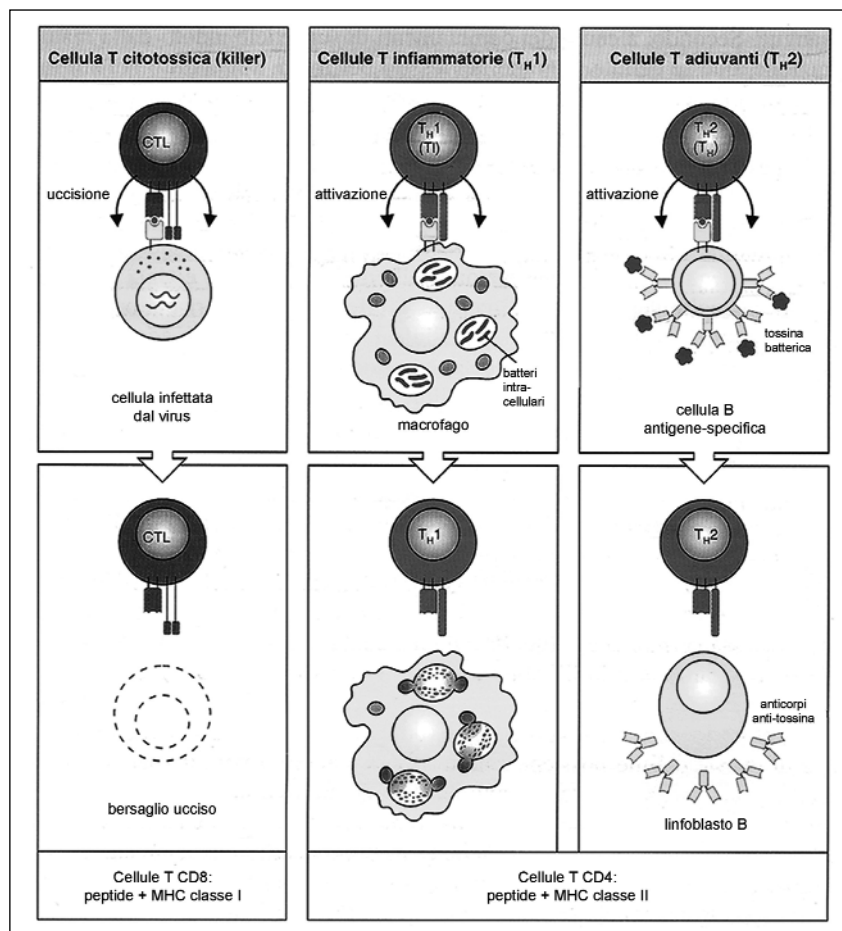 Cellula T citotossica (killer)
CTL
uccisione
cellula infettata
dal virus
CTL
bersaglio ucciso
Cellule T CD8:
peptide + MHC classe I
Cellule T infiammatorie (TH1)
TH1
(TI)
attivazione
batteri
intra-
cellulari
macrofago
TH1
Cellule T adiuvanti (TH2)
TH2
(TH)
attivazione
tossina
batterica
cellula B
antigene-specifica
TH2
anticorpi
anti-tossina
linfoblasto B
Cellule T CD4:
peptide + MHC classe II